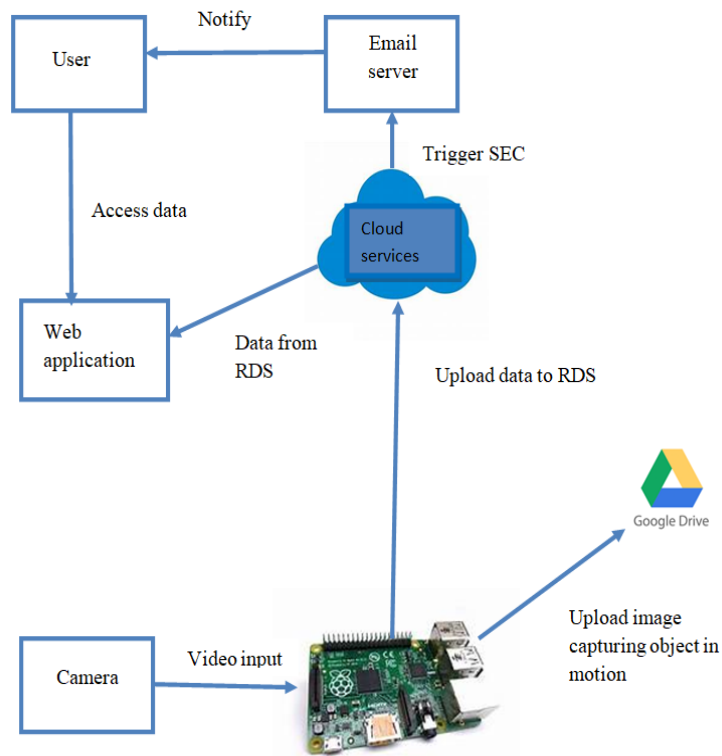 Notify
User
Email
server
Trigger SEC
Access data
Cloud
services
Web
application
Data from
RDS
Upload data to RDS
Google Drive
Upload image
capturing object in
motion
Camera
Video input